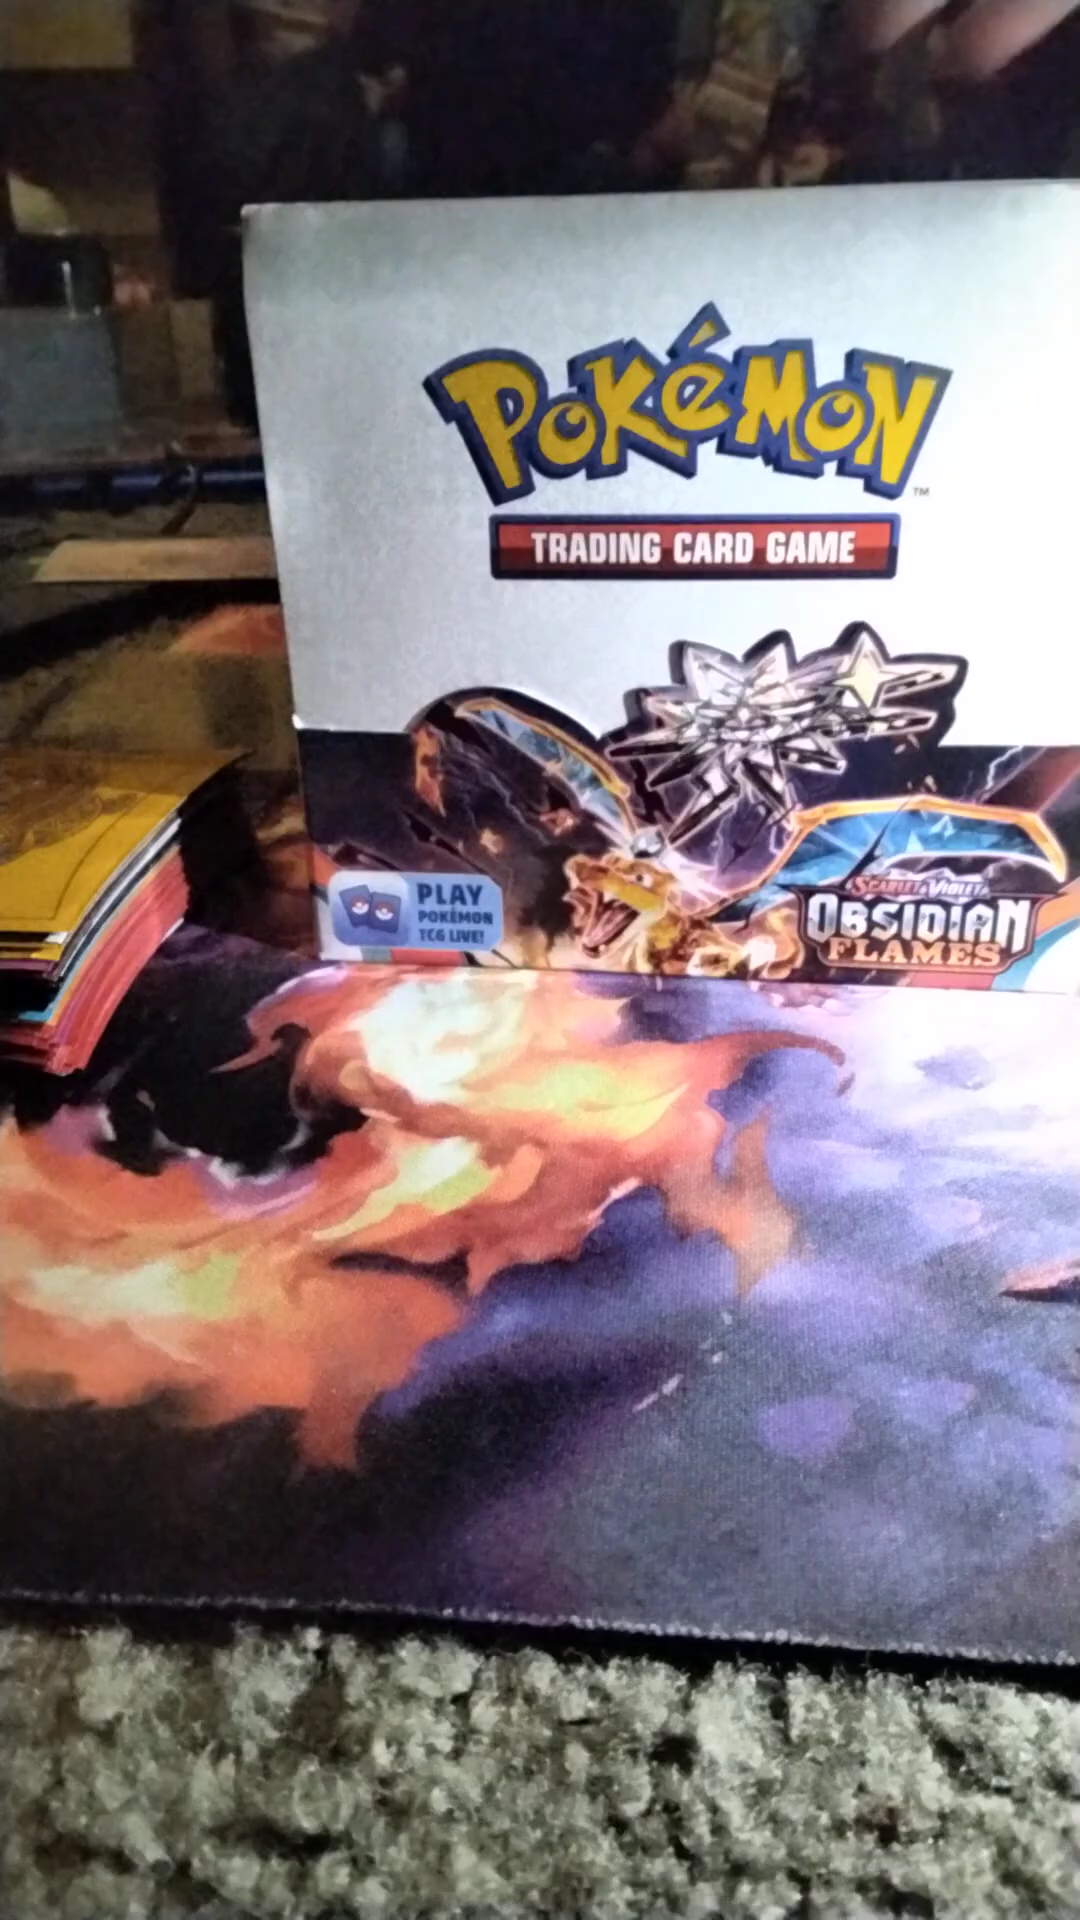 POKéMON
™
TRADING CARD GAME
PLAY
POKÉMON
TCG LIVE!
SCARLET & VIOLET
OBSIDIAN
FLAMES